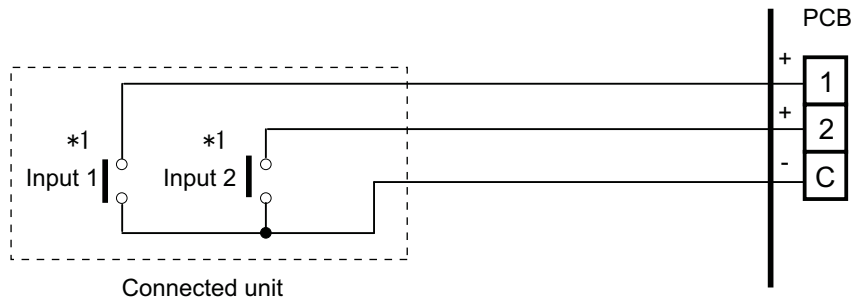 PCB
+
1
+
2
-
C
*1
*1
Input 1
Input 2
Connected unit